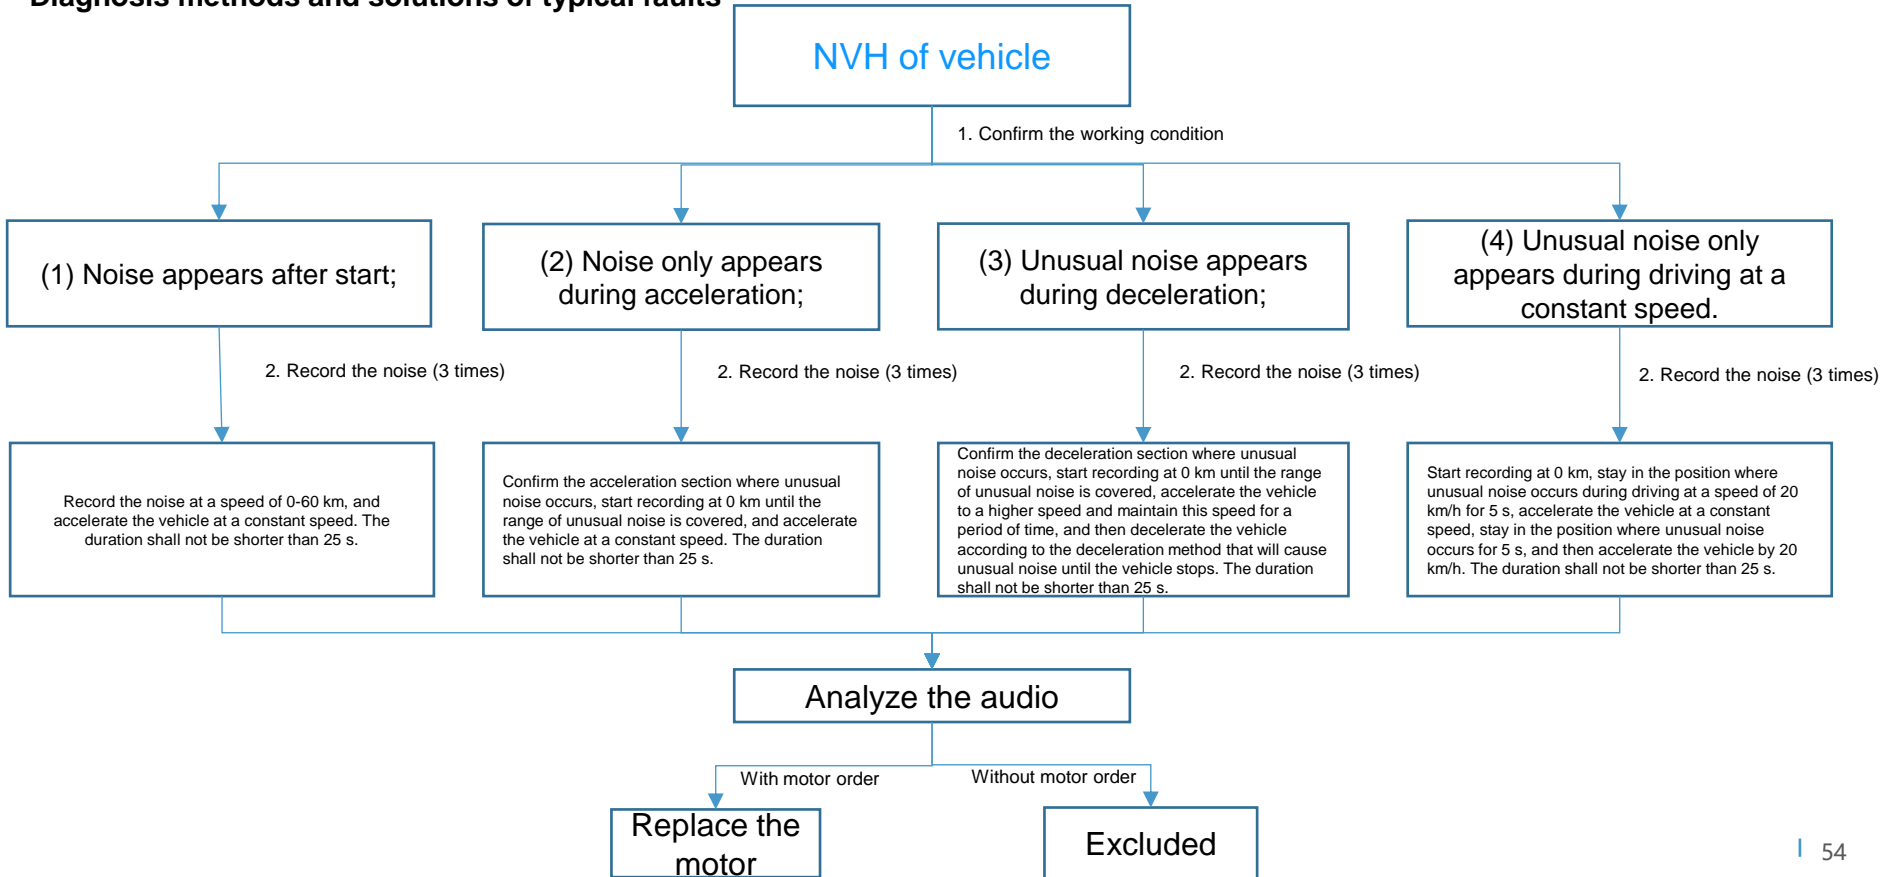 Diagnosis methods and solutions of typical faults
NVH of vehicle
1. Confirm the working condition
(1) Noise appears after start;
(2) Noise only appears
during acceleration;
(3) Unusual noise appears
during deceleration;
(4) Unusual noise only
appears during driving at a
constant speed.
2. Record the noise (3 times)
2. Record the noise (3 times)
2. Record the noise (3 times)
2. Record the noise (3 times)
Record the noise at a speed of 0-60 km, and
accelerate the vehicle at a constant speed. The
duration shall not be shorter than 25 s.
Confirm the acceleration section where unusual
noise occurs, start recording at 0 km until the
range of unusual noise is covered, and accelerate
the vehicle at a constant speed. The duration
shall not be shorter than 25 s.
Confirm the deceleration section where unusual
noise occurs, start recording at 0 km until the range
of unusual noise is covered, accelerate the vehicle
to a higher speed and maintain this speed for a
period of time, and then decelerate the vehicle
according to the deceleration method that will cause
unusual noise until the vehicle stops. The duration
shall not be shorter than 25 s.
Start recording at 0 km, stay in the position where
unusual noise occurs during driving at a speed of 20
km/h for 5 s, accelerate the vehicle at a constant
speed, stay in the position where unusual noise
occurs for 5 s, and then accelerate the vehicle by 20
km/h. The duration shall not be shorter than 25 s.
Analyze the audio
With motor order
Without motor order
Replace the
motor
Excluded
54